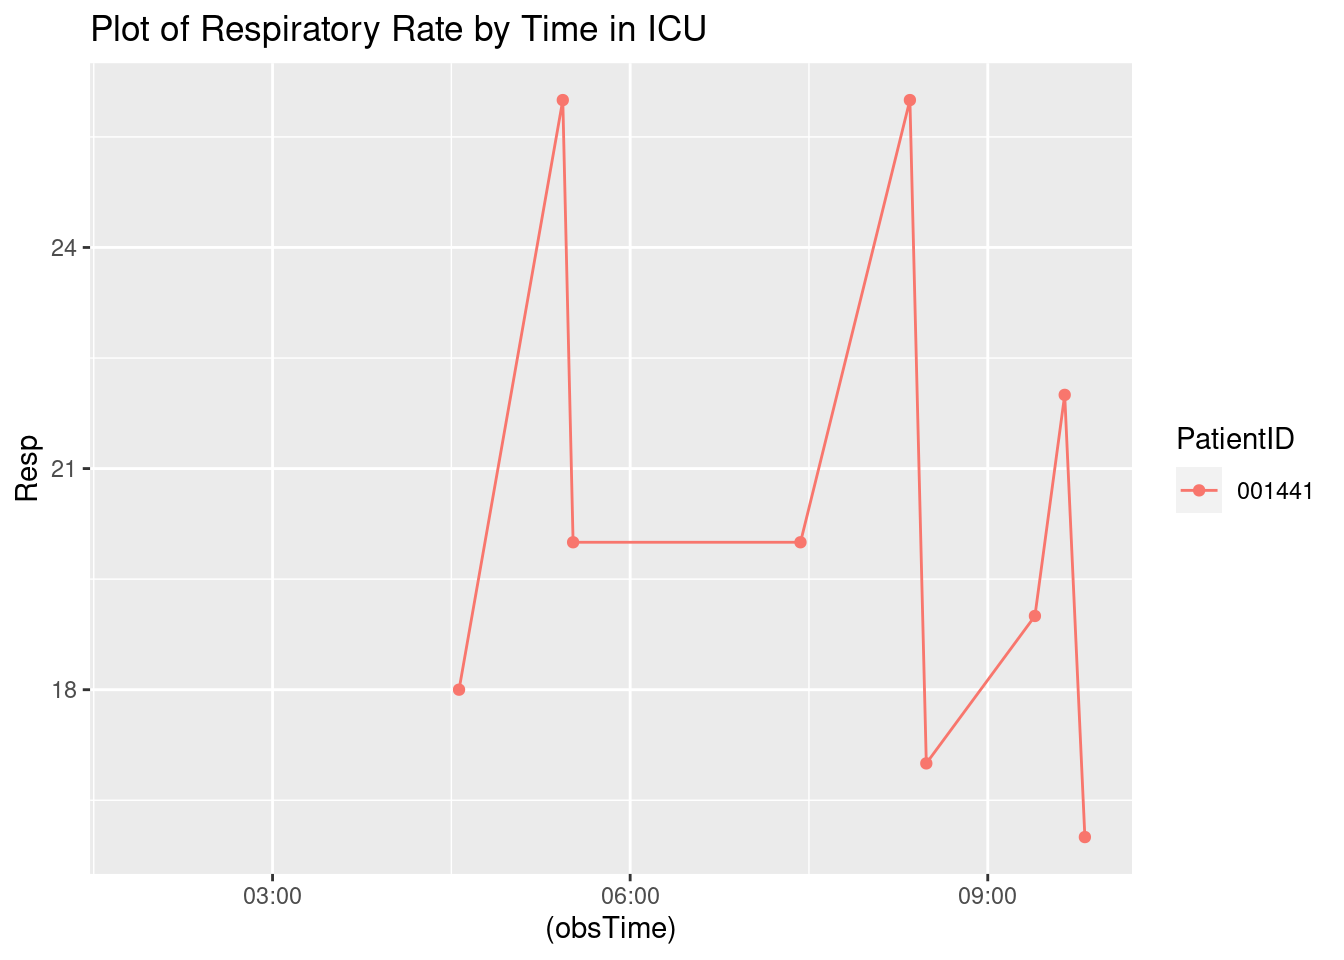 Plot of Respiratory Rate by Time in ICU
24
21
18
Resp
03:00 06:00 09:00
(obsTime)
PatientID
001441